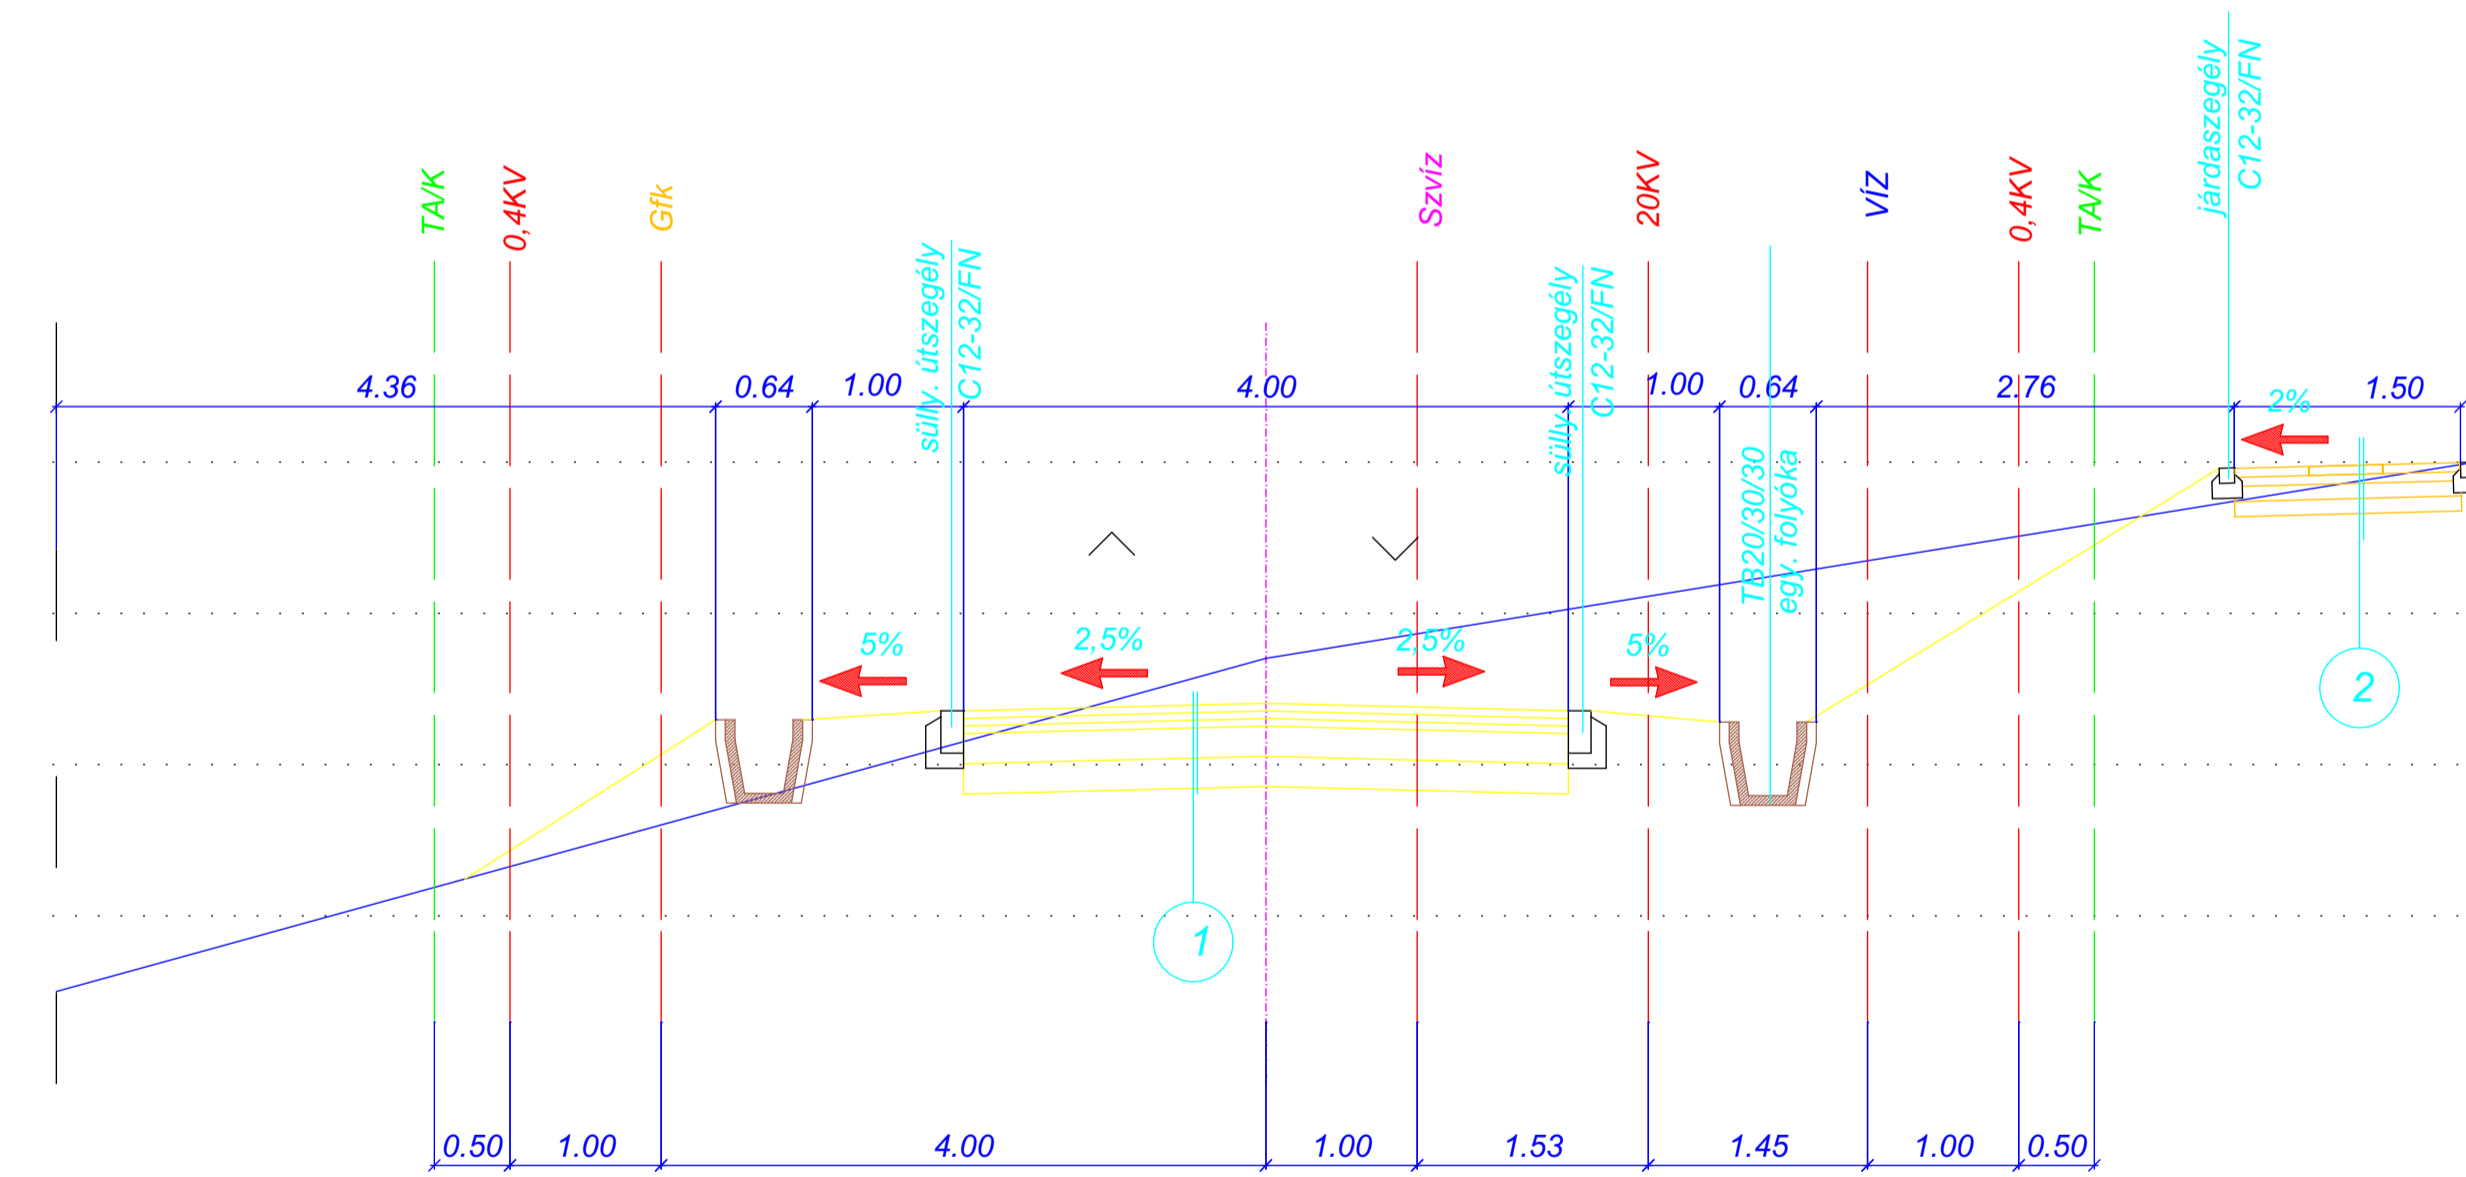 járdaszegély
C12-32/FN
TA/K
0,4KV
Gfk
Szvíz
20KV
VÍZ
0,4KV
TA/K
sülly. útszegély
C12-32/FN
sülly. útszegély
C12-32/FN
4.36
0.64
1.00
4.00
1.00
0.64
2.76
1.50
2%
TB20/30/30
egy. folyóka
5%
2,5%
2,5%
5%
2
1
0.50
1.00
4.00
1.00
1.53
1.45
1.00
0.50